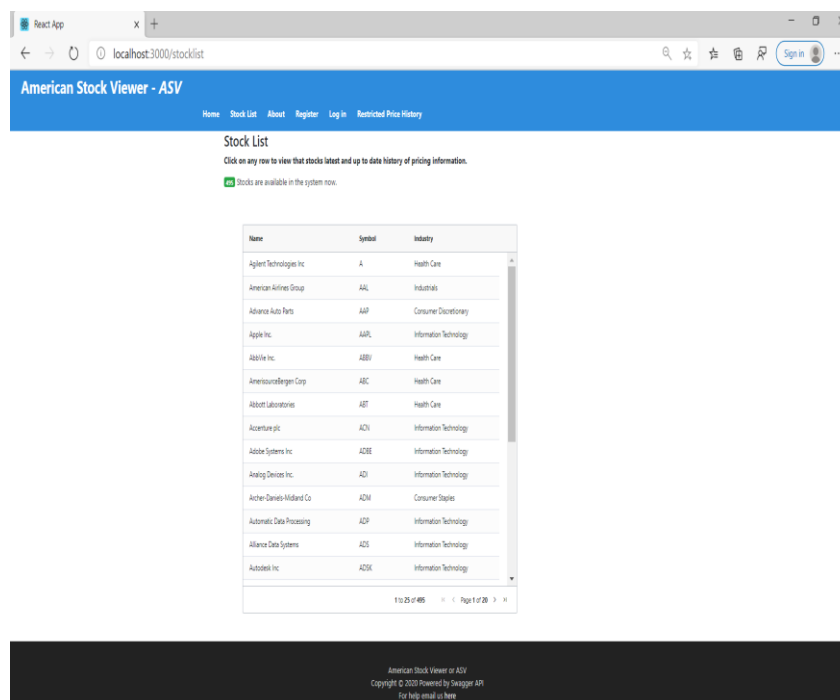 React App
localhost:3000/stocklist
Sign in
American Stock Viewer - ASV
Home Stock List About Register Log in Restricted Price History
Stock List
Click on any row to view that stocks latest and up to date history of pricing information.
495 Stocks are available in the system now.
Name Symbol Industry
Agilent Technologies Inc A Health Care
American Airlines Group AAL Industrials
Advance Auto Parts AAP Consumer Discretionary
Apple Inc. AAPL Information Technology
AbbVie Inc. ABBV Health Care
AmerisourceBergen Corp ABC Health Care
Abbott Laboratories ABT Health Care
Accenture plc ACN Information Technology
Adobe Systems Inc ADBE Information Technology
Analog Devices Inc. ADI Information Technology
Archer-Daniels-Midland Co ADM Consumer Staples
Automatic Data Processing ADP Information Technology
Alliance Data Systems ADS Information Technology
Autodesk Inc ADSK Information Technology
1 to 25 of 495 Page 1 of 20
American Stock Viewer or ASV
Copyright © 2020 Powered by Swagger API
For help email us here